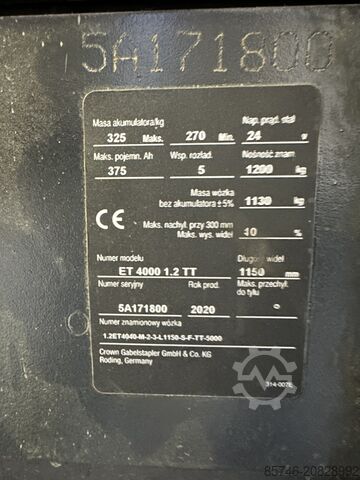 5A171800
Masa akumulatora/kg Nap. prąd. stał
325 Maks. 270 Min. 24 v
Maks. pojemn. Ah Wsp. rozład. Nośność znam
375 5 1200 kg
Masa wózka
bez akumulatora ±5% 1130 kg
CE Maks. nachyl. przy 300 mm
Maks. wys. wideł 10 %
Numer modelu Długość wideł
ET 4000 1.2 TT 1150 mm
Numer seryjny Rok prod. Maks. przechył.
do tyłu
5A171800 2020 °
Numer znamionowy wózka
1.2ET4040-M-2-3-L1150-S-F-TT-5000
Crown Gabelstapler GmbH & Co. KG
Roding, Germany
314-007E
85746-20828992